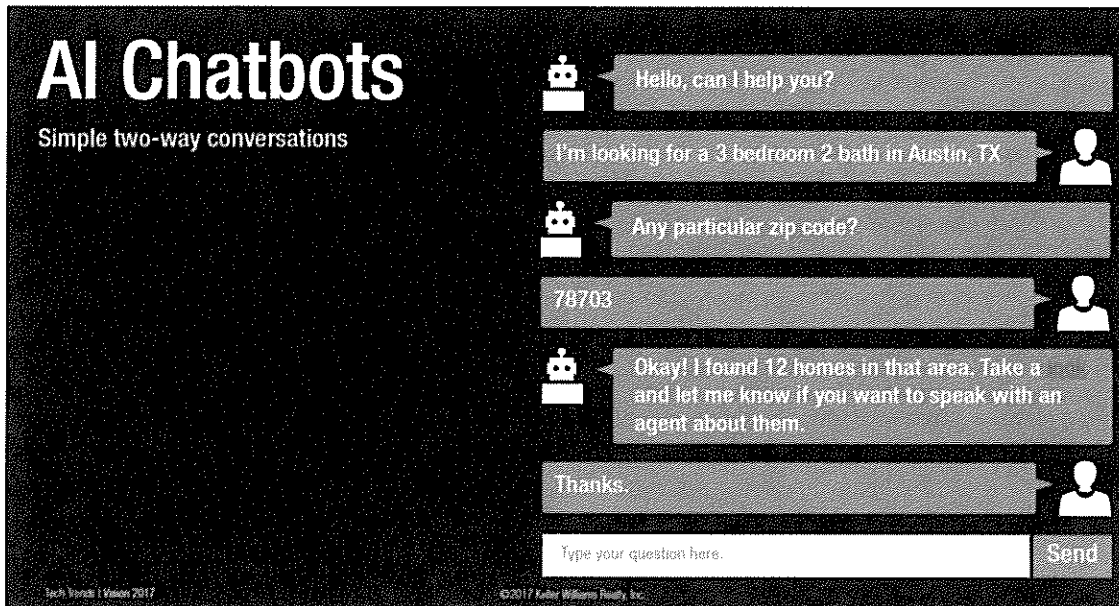 AI Chatbots
Simple two-way conversations
Hello, can I help you?
I'm looking for a 3 bedroom 2 bath in Austin, TX
Any particular zip code?
78703
Okay! I found 12 homes in that area. Take a
and let me know if you want to speak with an
agent about them.
Thanks.
Type your question here.
Send
Tech Trends | Vision 2017
©2017 Keller Williams Realty, Inc.